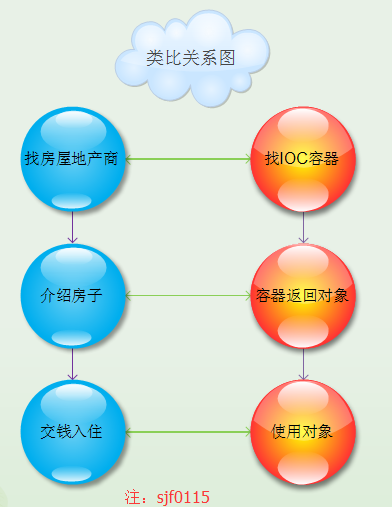 类比关系图
找房屋地产商
找IOC容器
介绍房子
容器返回对象
交钱入住
使用对象
注：sjf0115